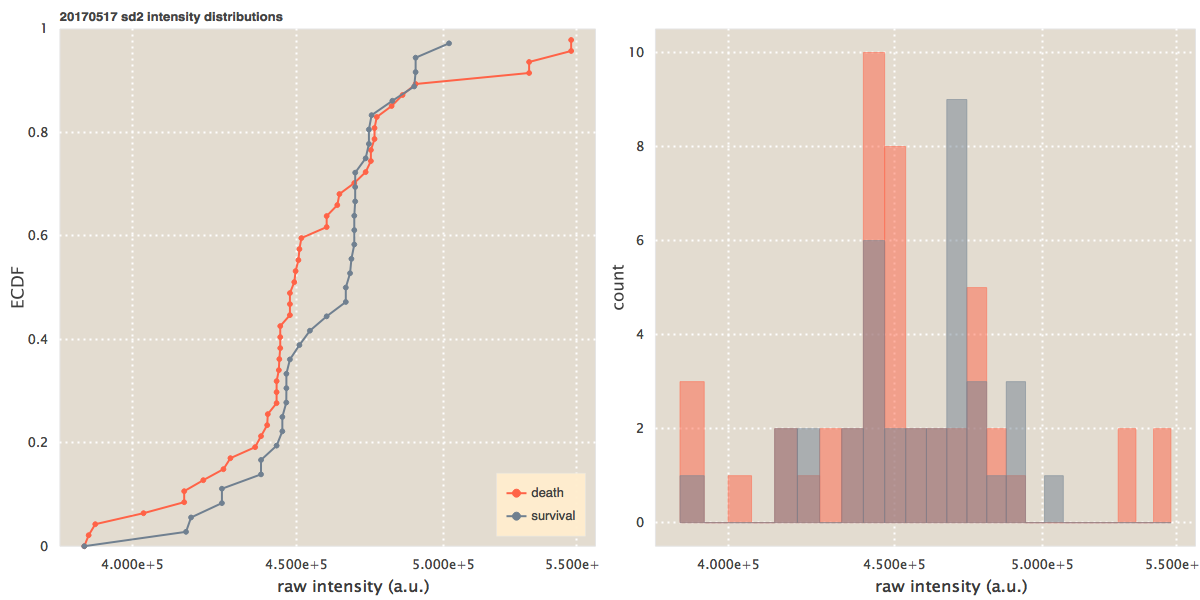 20170517 sd2 intensity distributions
1
0.8
0.6
0.4
0.2
0
ECDF
4.000e+5
4.500e+5
5.000e+5
5.500e+
raw intensity (a.u.)
death
survival
10
8
6
4
2
0
count
4.000e+5
4.500e+5
5.000e+5
5.500e+
raw intensity (a.u.)